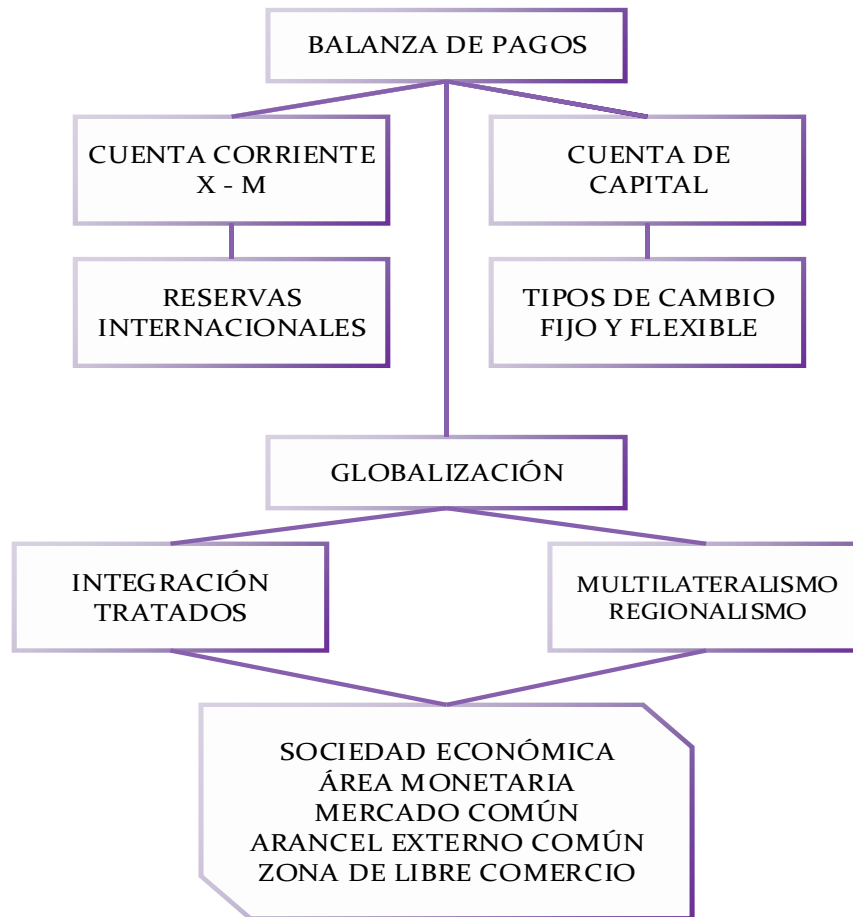 BALANZA DE PAGOS
CUENTA CORRIENTE
X - M
CUENTA DE
CAPITAL
RESERVAS
INTERNACIONALES
TIPOS DE CAMBIO
FIJO Y FLEXIBLE
GLOBALIZACIÓN
INTEGRACIÓN
TRATADOS
MULTILATERALISMO
REGIONALISMO
SOCIEDAD ECONÓMICA
ÁREA MONETARIA
MERCADO COMÚN
ARANCEL EXTERNO COMÚN
ZONA DE LIBRE COMERCIO